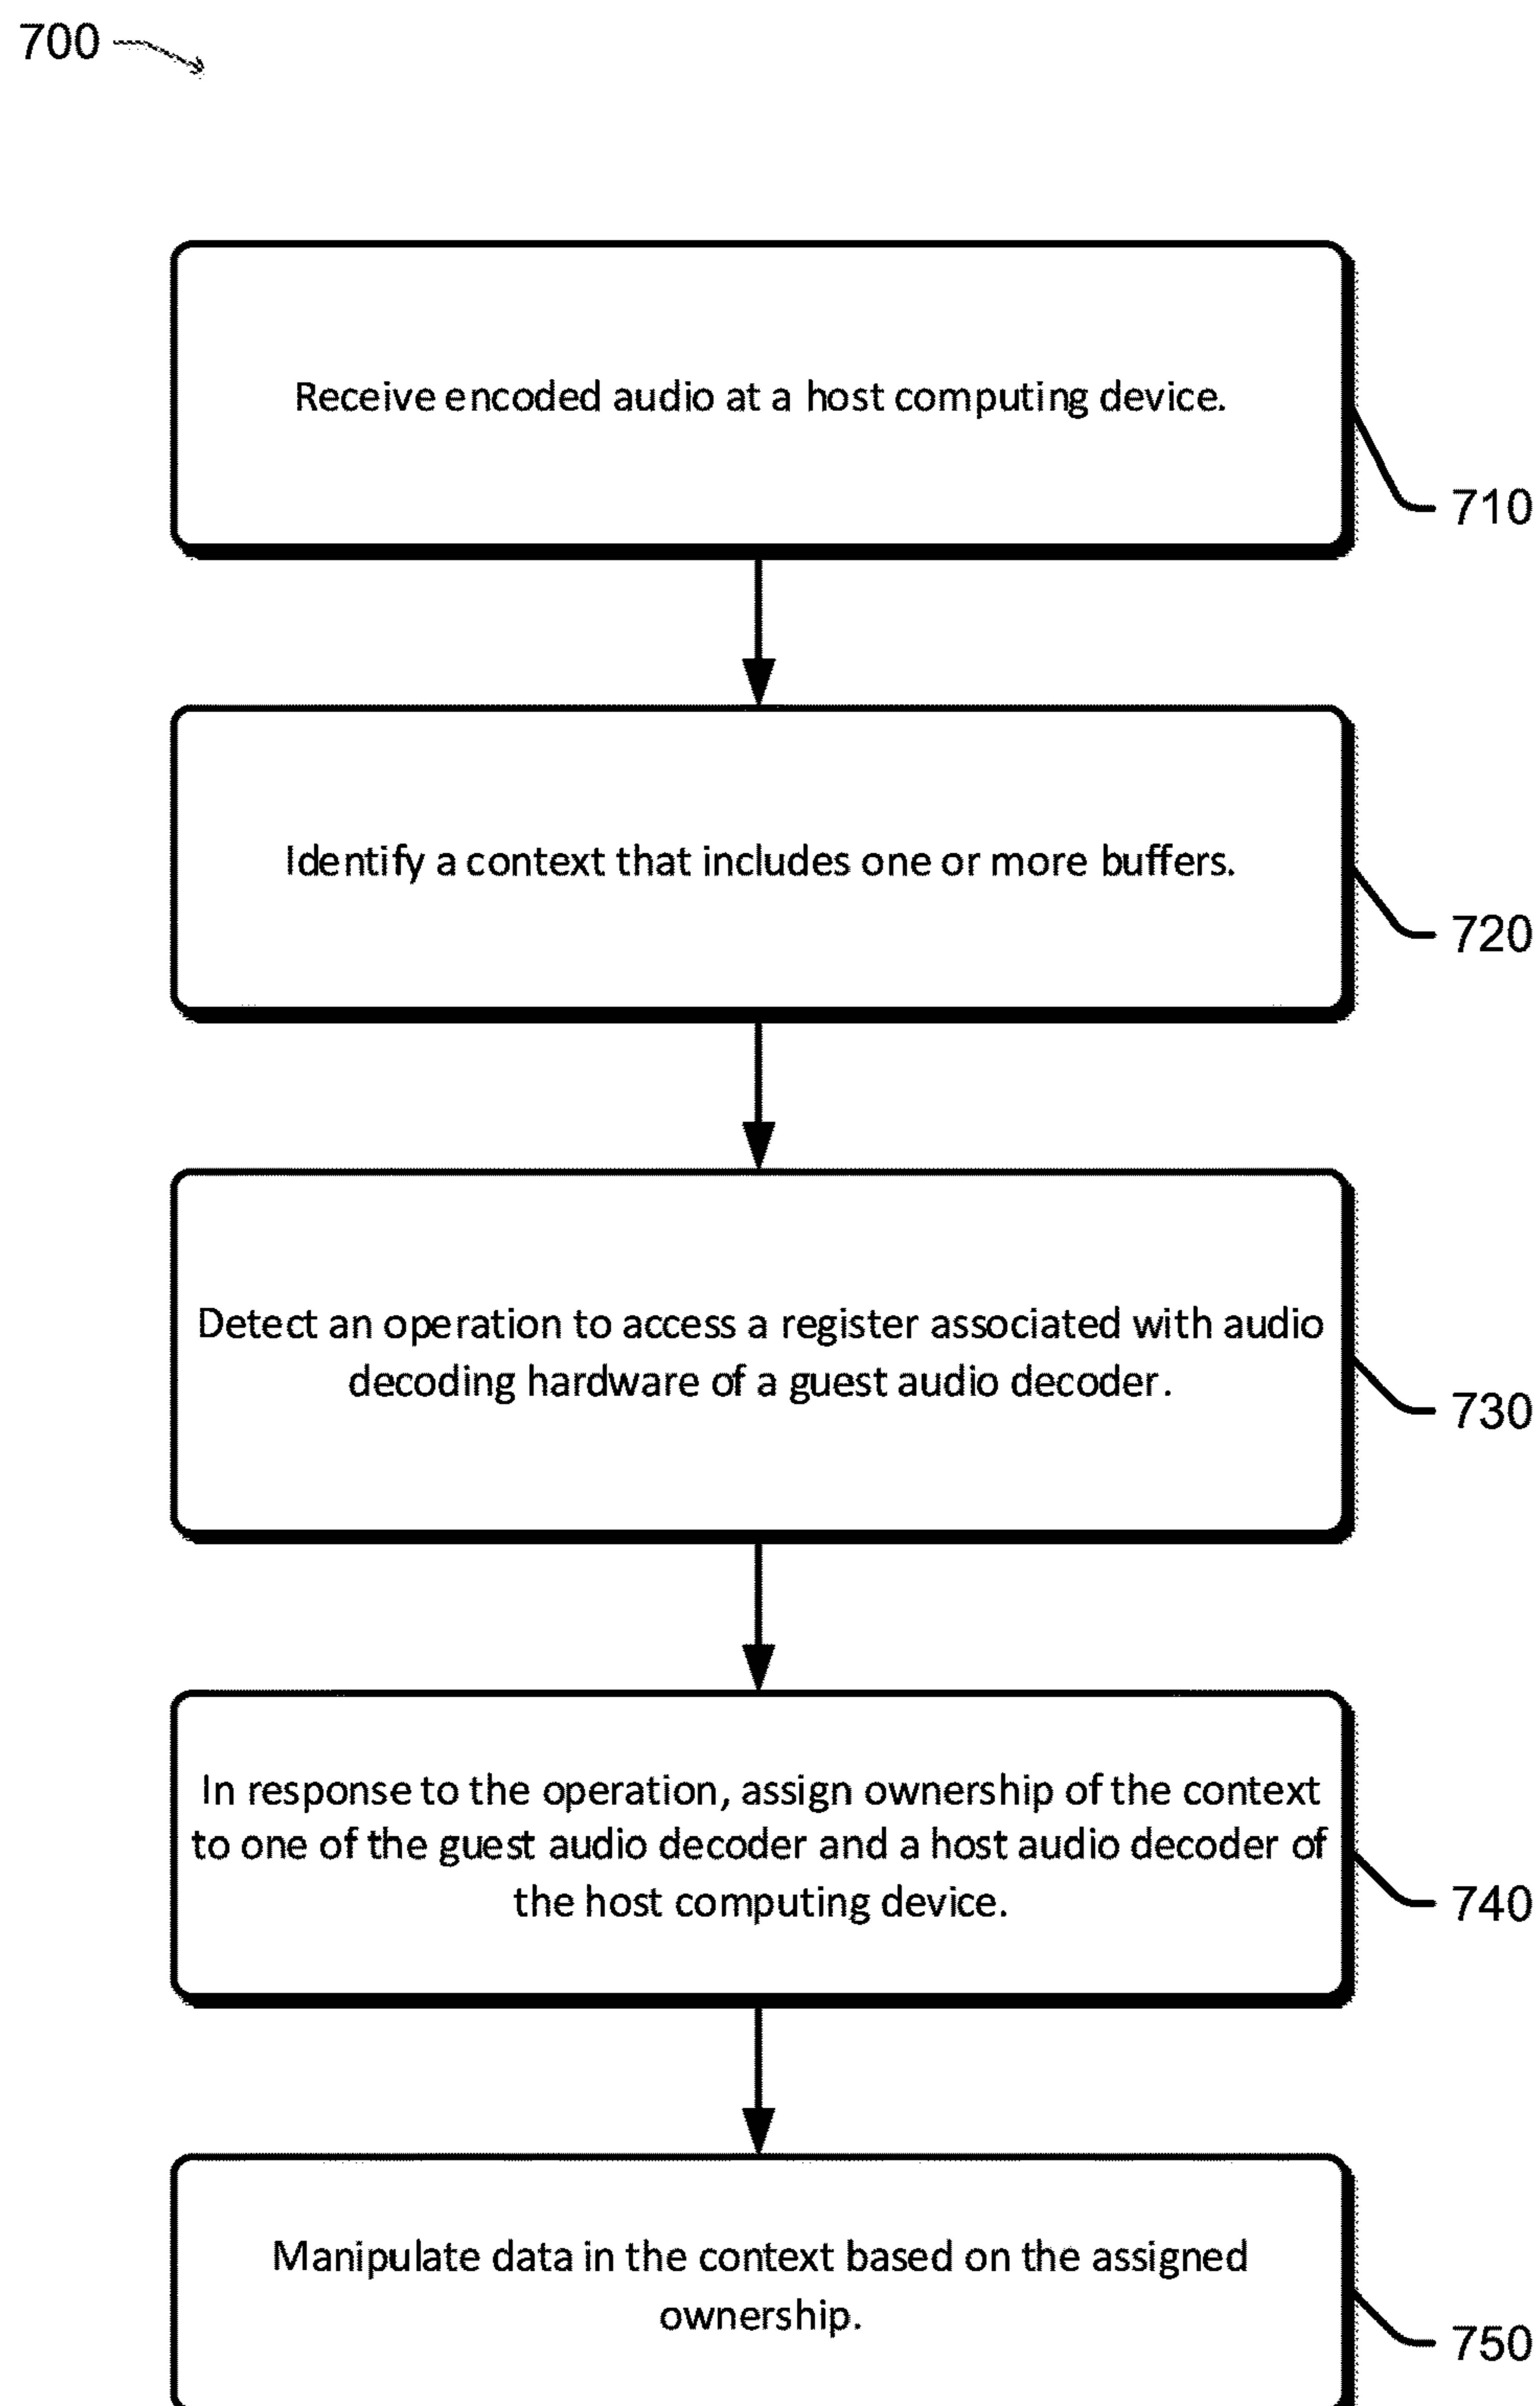 700
Receive encoded audio at a host computing device.
710
Identify a context that includes one or more buffers.
720
Detect an operation to access a register associated with audio
decoding hardware of a guest audio decoder.
730
In response to the operation, assign ownership of the context
to one of the guest audio decoder and a host audio decoder of
the host computing device.
740
Manipulate data in the context based on the assigned
ownership.
750